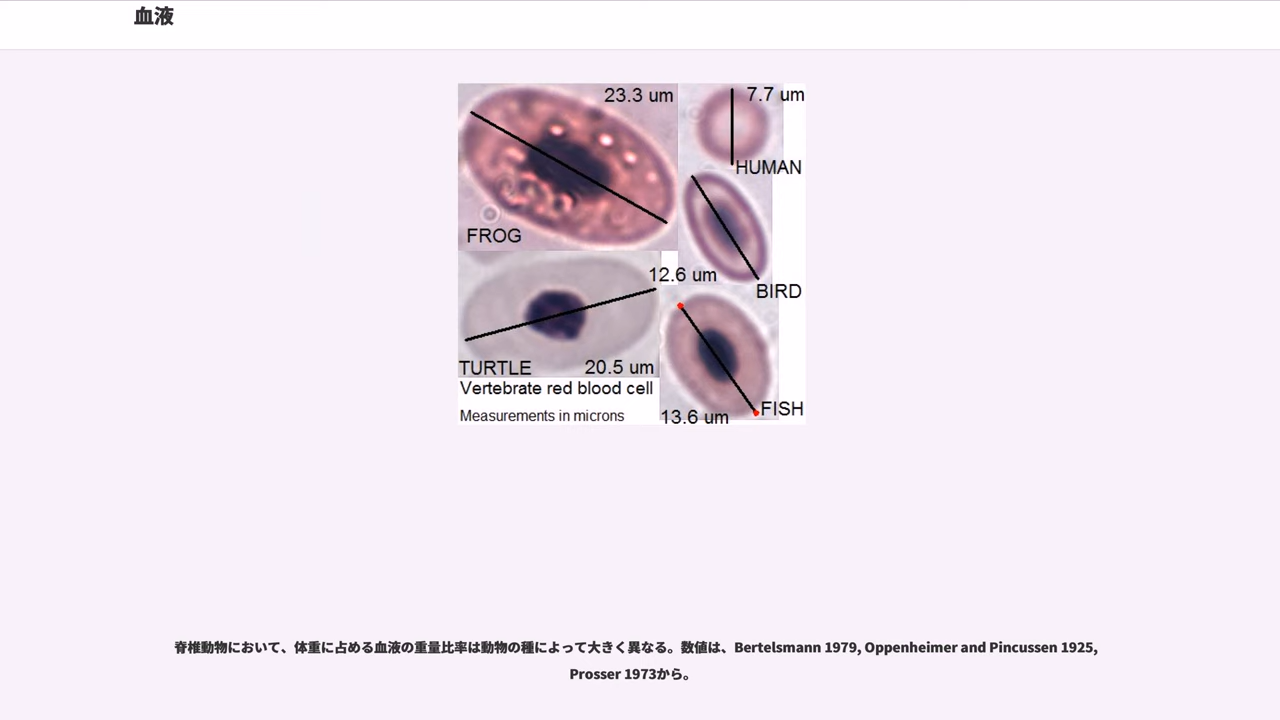 血液
23.3 um
7.7 um
HUMAN
FROG
12.6 um
BIRD
TURTLE
20.5 um
Vertebrate red blood cell
Measurements in microns
13.6 um
FISH
脊椎動物において、体重に占める血液の重量比率は動物の種によって大きく異なる。数値は、Bertelsmann 1979, Oppenheimer and Pincussen 1925,
Prosser 1973から。